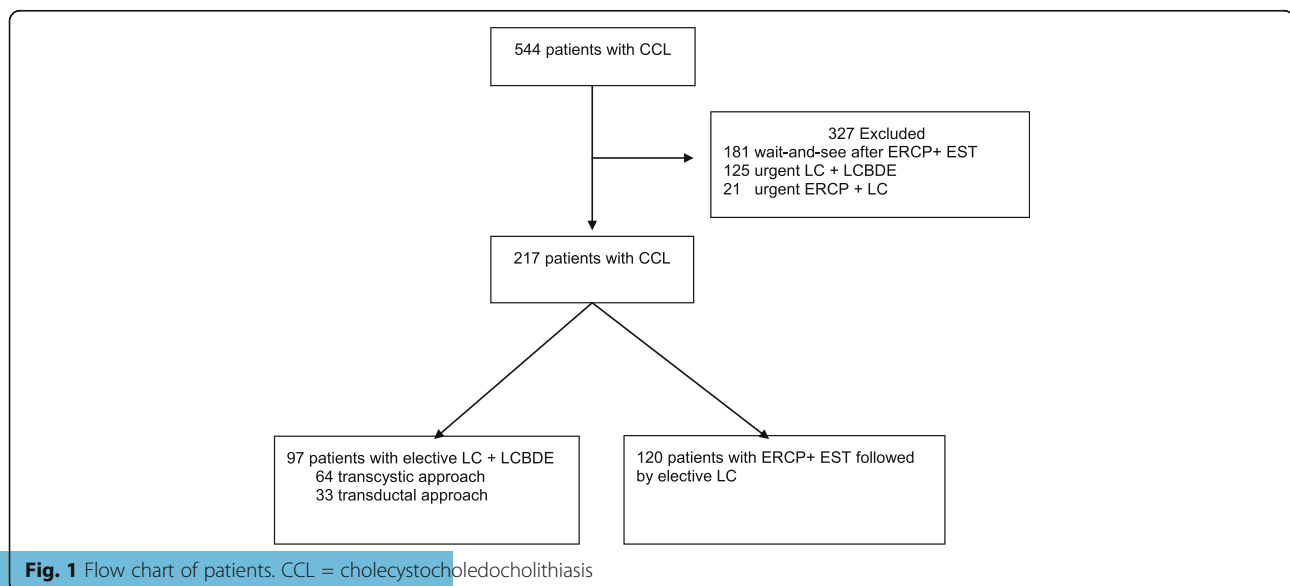 544 patients with CCL
327 Excluded
181 wait-and-see after ERCP+ EST
125 urgent LC + LCBDE
21 urgent ERCP + LC
217 patients with CCL
97 patients with elective LC + LCBDE
64 transcystic approach
33 transductal approach
120 patients with ERCP+ EST followed
by elective LC
Fig. 1 Flow chart of patients. CCL = cholecystocholedocholithiasis